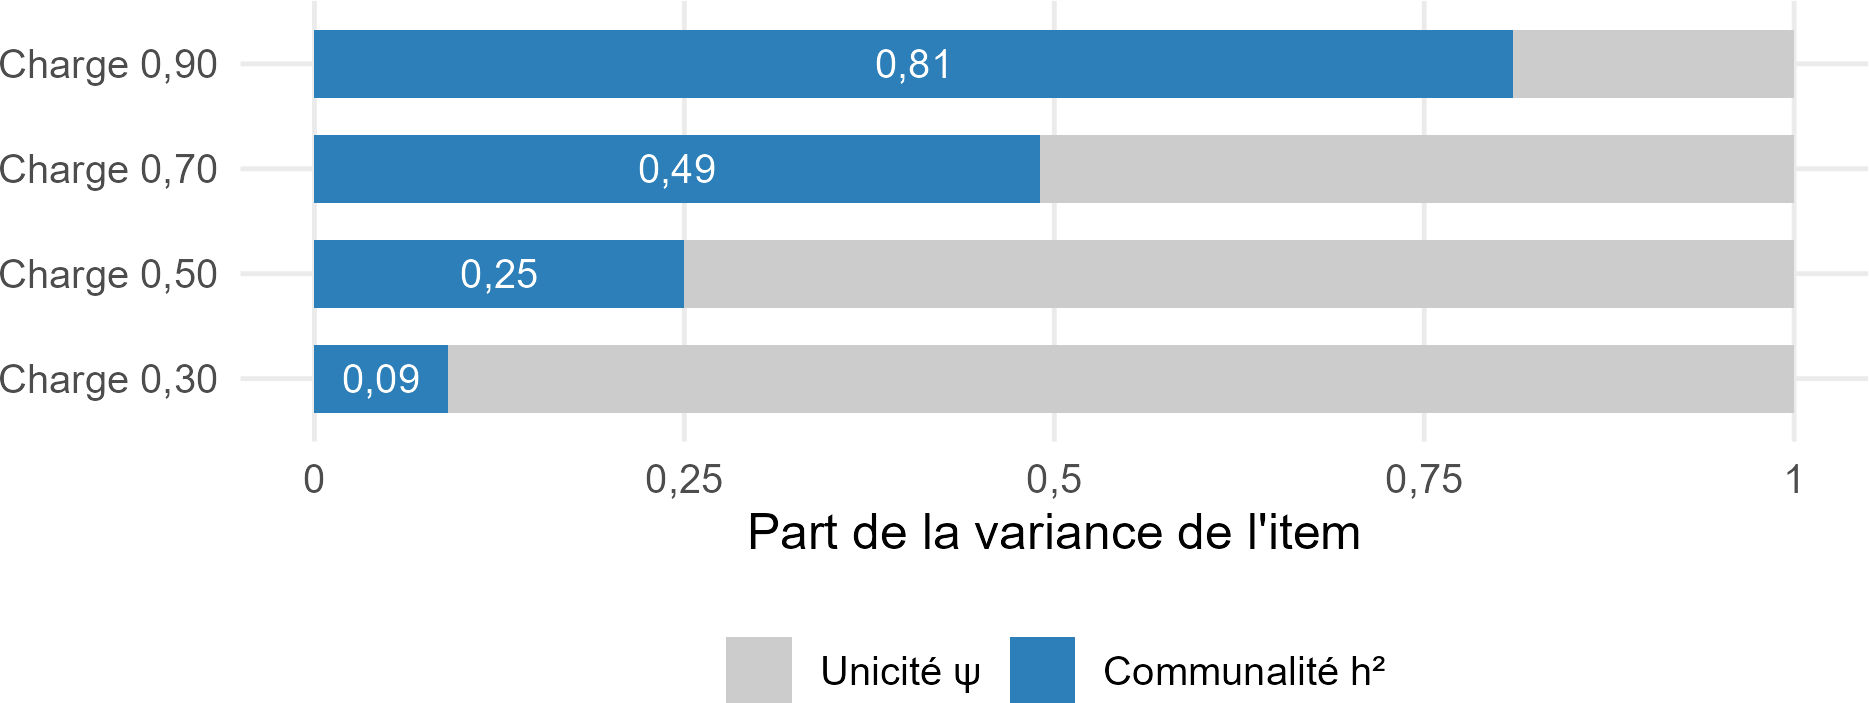 Charge 0,90
0,81
Charge 0,70
0,49
Charge 0,50
0,25
Charge 0,30
0,09
0 0,25 0,5 0,75 1
Part de la variance de l'item
Unicité ψ Communalité h²